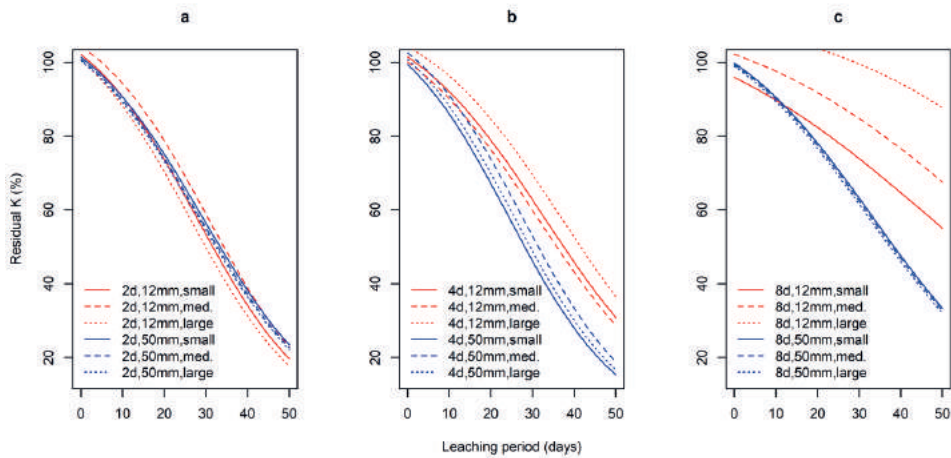 a
b
c
Residual K (%)
100
80
60
40
20
2d,12mm,small
2d,12mm,med.
2d,12mm,large
2d,50mm,small
2d,50mm,med.
2d,50mm,large
0 10 20 30 40 50
100
80
60
40
20
4d,12mm,small
4d,12mm,med.
4d,12mm,large
4d,50mm,small
4d,50mm,med.
4d,50mm,large
0 10 20 30 40 50
100
80
60
40
20
8d,12mm,small
8d,12mm,med.
8d,12mm,large
8d,50mm,small
8d,50mm,med.
8d,50mm,large
0 10 20 30 40 50
Leaching period (days)